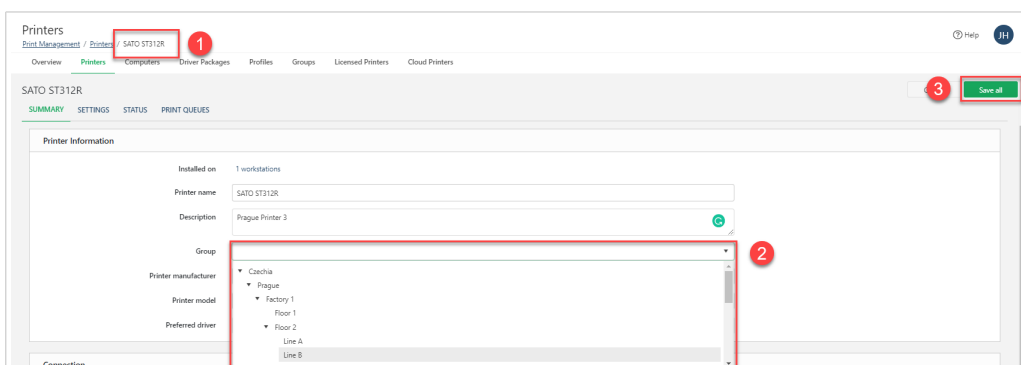 Printers
Help
JH
Print Management / Printers / SATO ST312R
1
Overview Printers Computers Driver Packages Profiles Groups Licensed Printers Cloud Printers
SATO ST312R
3
Save all
SUMMARY SETTINGS STATUS PRINT QUEUES
Printer Information
Installed on 1 workstations
Printer name SATO ST312R
Description Prague Printer 3
Group
2
Printer manufacturer
Printer model
Preferred driver
Czechia
Prague
Factory 1
Floor 1
Floor 2
Line A
Line B
Connection